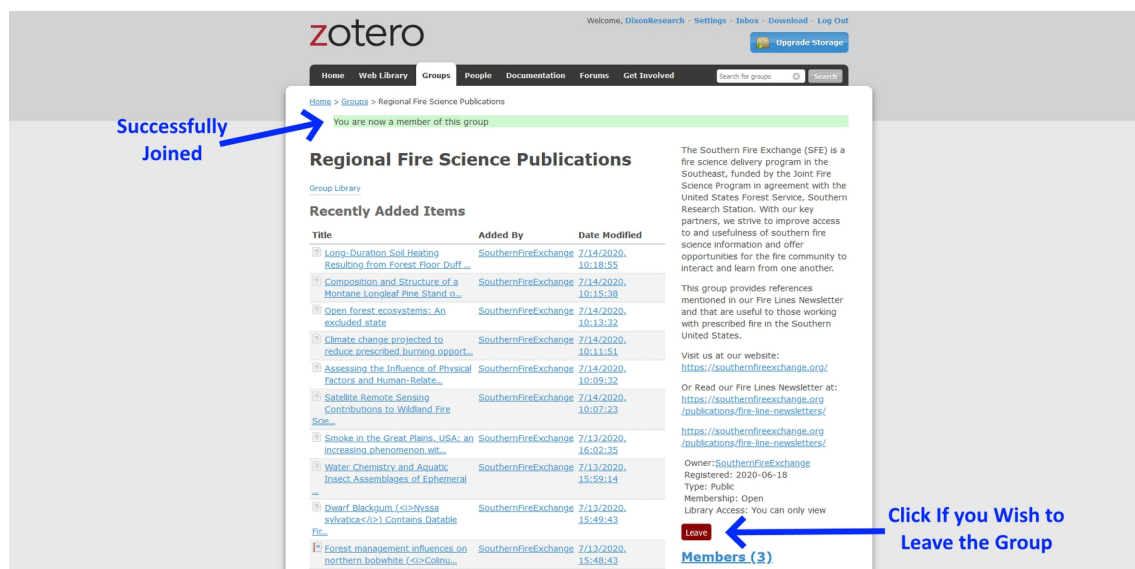 zotero
Welcome, DixonResearch · Settings · Inbox · Download · Log Out
Upgrade Storage
Home Web Library Groups People Documentation Forums Get Involved
Search for groups Search
Home > Groups > Regional Fire Science Publications
You are now a member of this group
Successfully
Joined
Regional Fire Science Publications
Group Library
Recently Added Items
Title Added By Date Modified
Long-Duration Soil Heating SouthernFireExchange 7/14/2020,
Resulting from Forest Floor Duff ... 10:18:55
Composition and Structure of a SouthernFireExchange 7/14/2020,
Montane Longleaf Pine Stand o... 10:15:38
Open forest ecosystems: An SouthernFireExchange 7/14/2020,
excluded state 10:13:32
Climate change projected to SouthernFireExchange 7/14/2020,
reduce prescribed burning opport... 10:11:51
Assessing the Influence of Physical SouthernFireExchange 7/14/2020,
Factors and Human-Relate... 10:09:32
Satellite Remote Sensing SouthernFireExchange 7/14/2020,
Contributions to Wildland Fire 10:07:23
Scie...
Smoke in the Great Plains, USA: an SouthernFireExchange 7/13/2020,
increasing phenomenon wit... 16:02:35
Water Chemistry and Aquatic SouthernFireExchange 7/13/2020,
Insect Assemblages of Ephemeral 15:59:14
...
Dwarf Blackgum (<i>Nyssa SouthernFireExchange 7/13/2020,
sylvatica</i>) Contains Datable 15:49:43
Fir...
Forest management influences on SouthernFireExchange 7/13/2020,
northern bobwhite (<i>Colinu... 15:48:43
The Southern Fire Exchange (SFE) is a
fire science delivery program in the
Southeast, funded by the Joint Fire
Science Program in agreement with the
United States Forest Service, Southern
Research Station. With our key
partners, we strive to improve access
to and usefulness of southern fire
science information and offer
opportunities for the fire community to
interact and learn from one another.
This group provides references
mentioned in our Fire Lines Newsletter
and that are useful to those working
with prescribed fire in the Southern
United States.
Visit us at our website:
https://southernfireexchange.org/
Or Read our Fire Lines Newsletter at:
https://southernfireexchange.org
/publications/fire-line-newsletters/
https://southernfireexchange.org
/publications/fire-line-newsletters/
Owner:SouthernFireExchange
Registered: 2020-06-18
Type: Public
Membership: Open
Library Access: You can only view
Leave
Click If you Wish to
Leave the Group
Members (3)